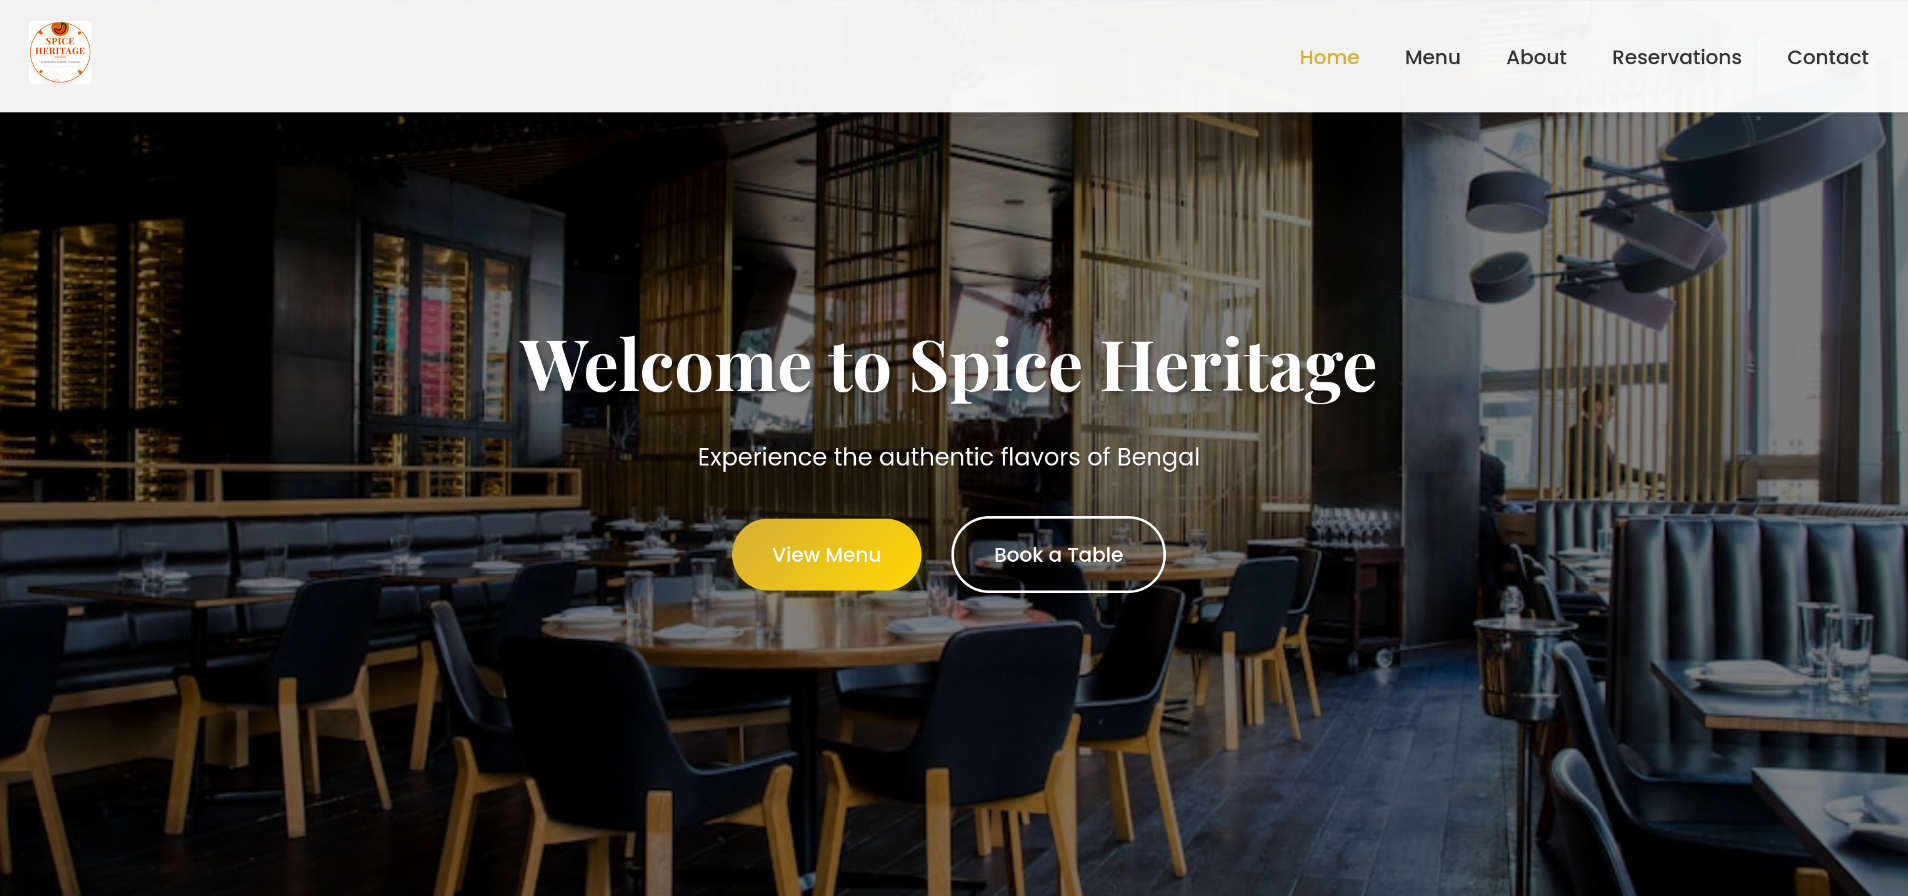 SPICE
HERITAGE
Home Menu About Reservations Contact
Welcome to Spice Heritage
Experience the authentic flavors of Bengal
View Menu Book a Table